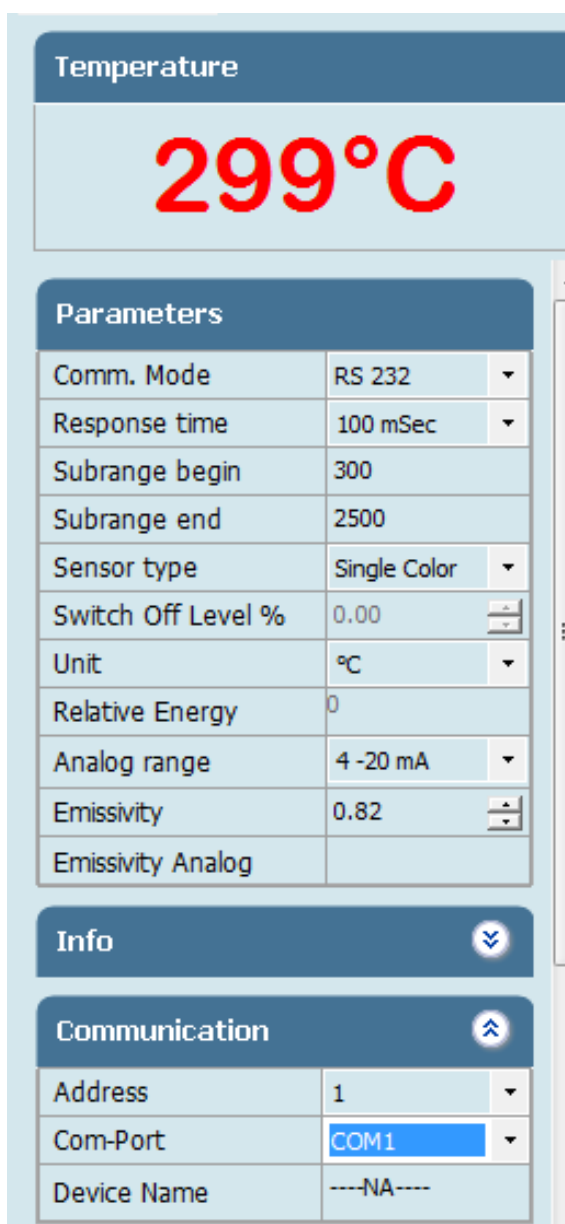 Temperature
299°C
Parameters
Comm. Mode RS 232
Response time 100 mSec
Subrange begin 300
Subrange end 2500
Sensor type Single Color
Switch Off Level % 0.00
Unit ºC
Relative Energy 0
Analog range 4 -20 mA
Emissivity 0.82
Emissivity Analog
Info
Communication
Address 1
Com-Port COM1
Device Name ----NA----